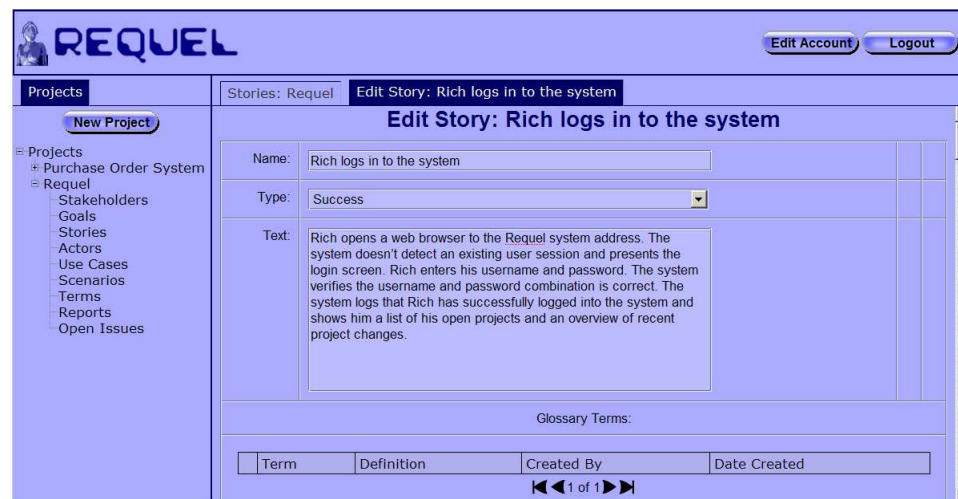 REQUEL
Edit Account
Logout
Projects
New Project
Projects
Purchase Order System
Requel
Stakeholders
Goals
Stories
Actors
Use Cases
Scenarios
Terms
Reports
Open Issues
Stories: Requel
Edit Story: Rich logs in to the system
Edit Story: Rich logs in to the system
Name: Rich logs in to the system
Type: Success
Text: Rich opens a web browser to the Requel system address. The
system doesn't detect an existing user session and presents the
login screen. Rich enters his username and password. The system
verifies the username and password combination is correct. The
system logs that Rich has successfully logged into the system and
shows him a list of his open projects and an overview of recent
project changes.
Glossary Terms:
Term Definition Created By Date Created
1 of 1